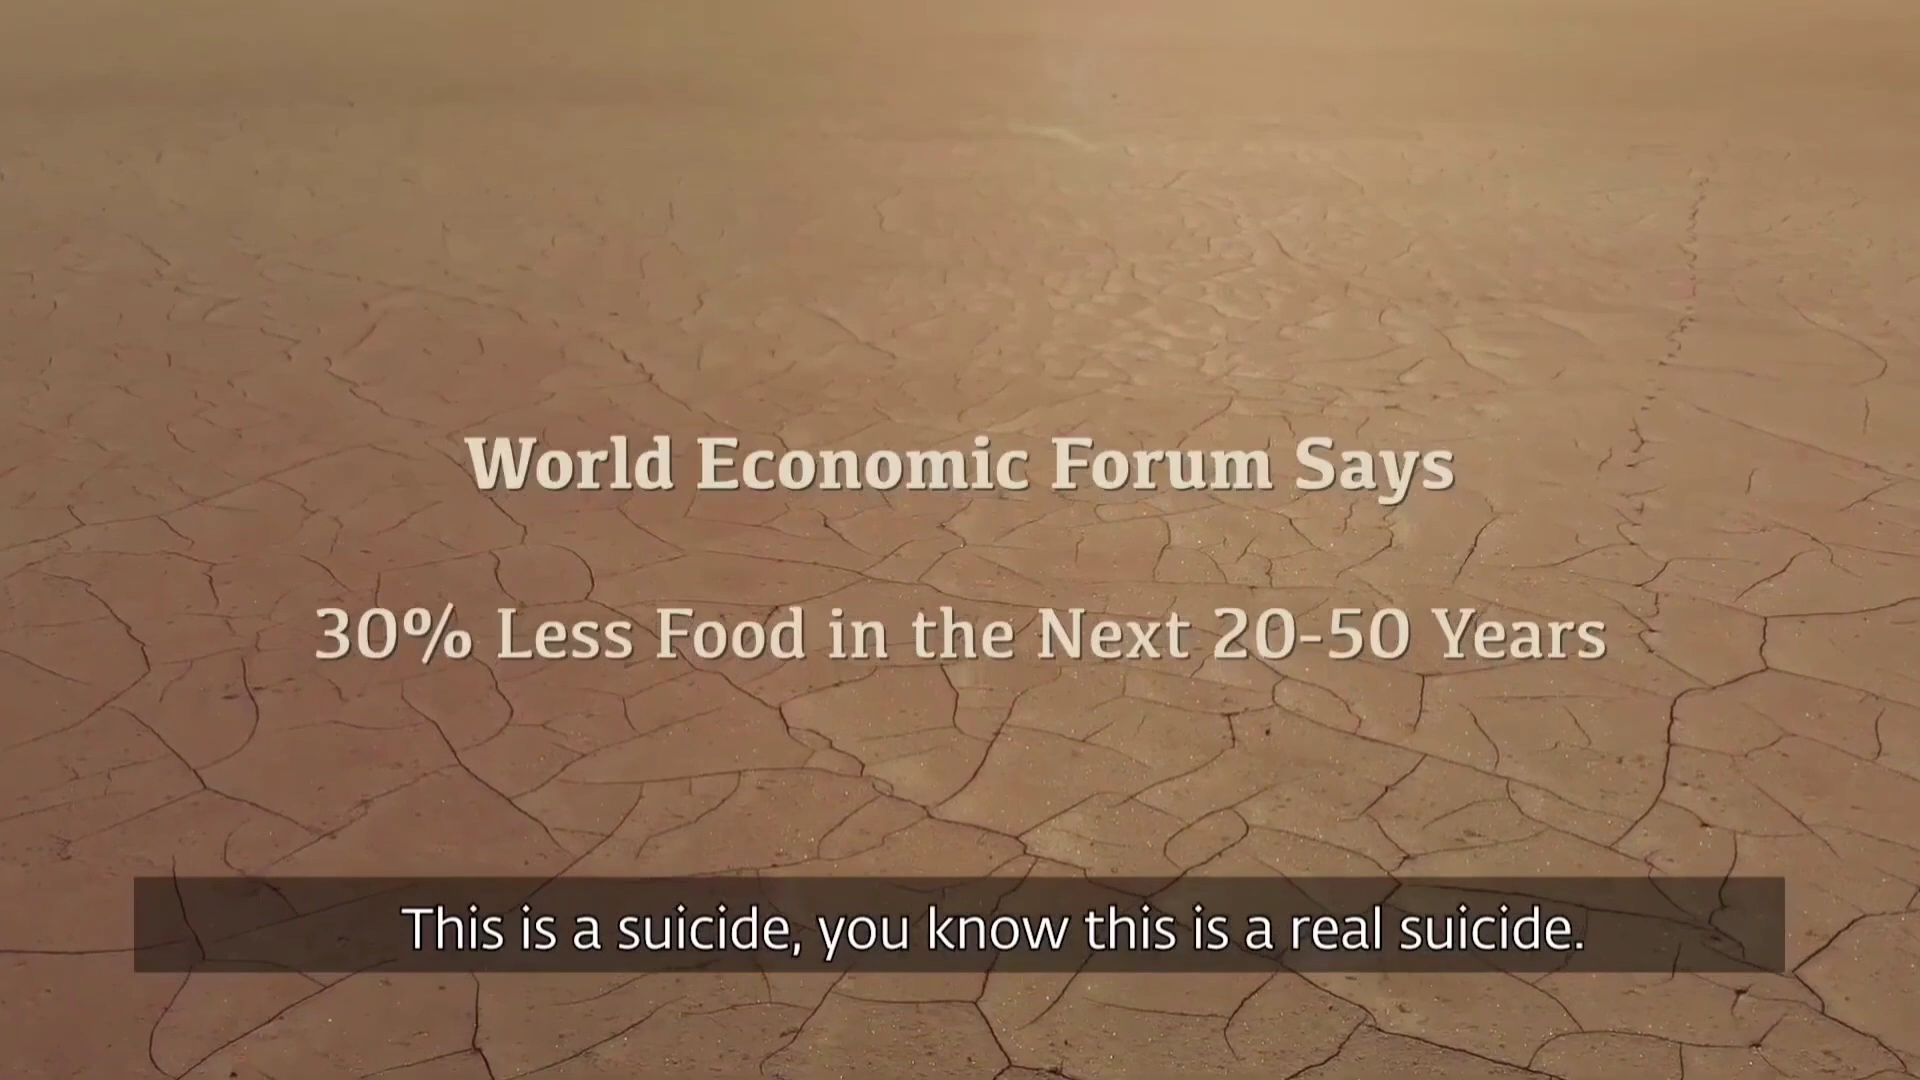 World Economic Forum Says
30% Less Food in the Next 20-50 Years
This is a suicide, you know this is a real suicide.